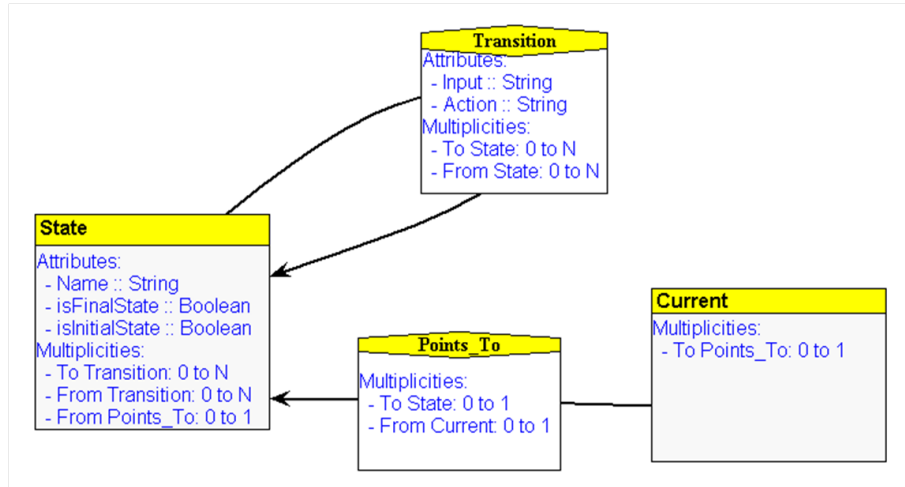 Transition
Attributes:
- Input :: String
- Action :: String
Multiplicities:
- To State: 0 to N
- From State: 0 to N
State
Attributes:
- Name :: String
- isFinalState :: Boolean
- isInitialState :: Boolean
Multiplicities:
- To Transition: 0 to N
- From Transition: 0 to N
- From Points_To: 0 to 1
Points_To
Multiplicities:
- To State: 0 to 1
- From Current: 0 to 1
Current
Multiplicities:
- To Points_To: 0 to 1